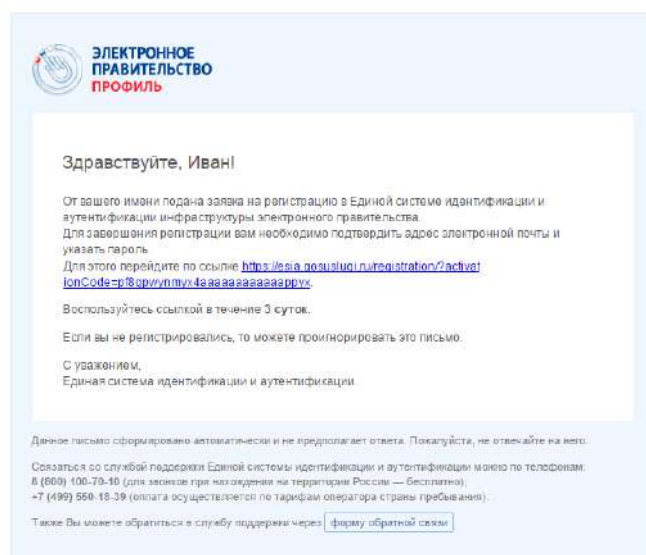 ЭЛЕКТРОННОЕ
ПРАВИТЕЛЬСТВО
ПРОФИЛЬ
Здравствуйте, Иван!
От вашего имени подана заявка на регистрацию в Единой системе идентификации и
аутентификации инфраструктуры электронного правительства.
Для завершения регистрации вам необходимо подтвердить адрес электронной почты и
указать пароль.
Для этого перейдите по ссылке https://esia.gosuslugi.ru/registration/?activat
Воспользуйтесь ссылкой в течение 3 суток.
Если вы не регистрировались, то можете проигнорировать это письмо.
С уважением,
Единая система идентификации и аутентификации
Данное письмо сформировано автоматически и не предполагает ответа. Пожалуйста, не отвечайте на него.
Связаться со службой поддержки Единой системы идентификации и аутентификации можно по телефонам:
8 (800) 100-70-10 (для звонков при нахождении на территории России — бесплатно);
+7 (499) 550-18-39 (оплата осуществляется по тарифам оператора страны пребывания).
Также Вы можете обратиться в службу поддержки через форму обратной связи